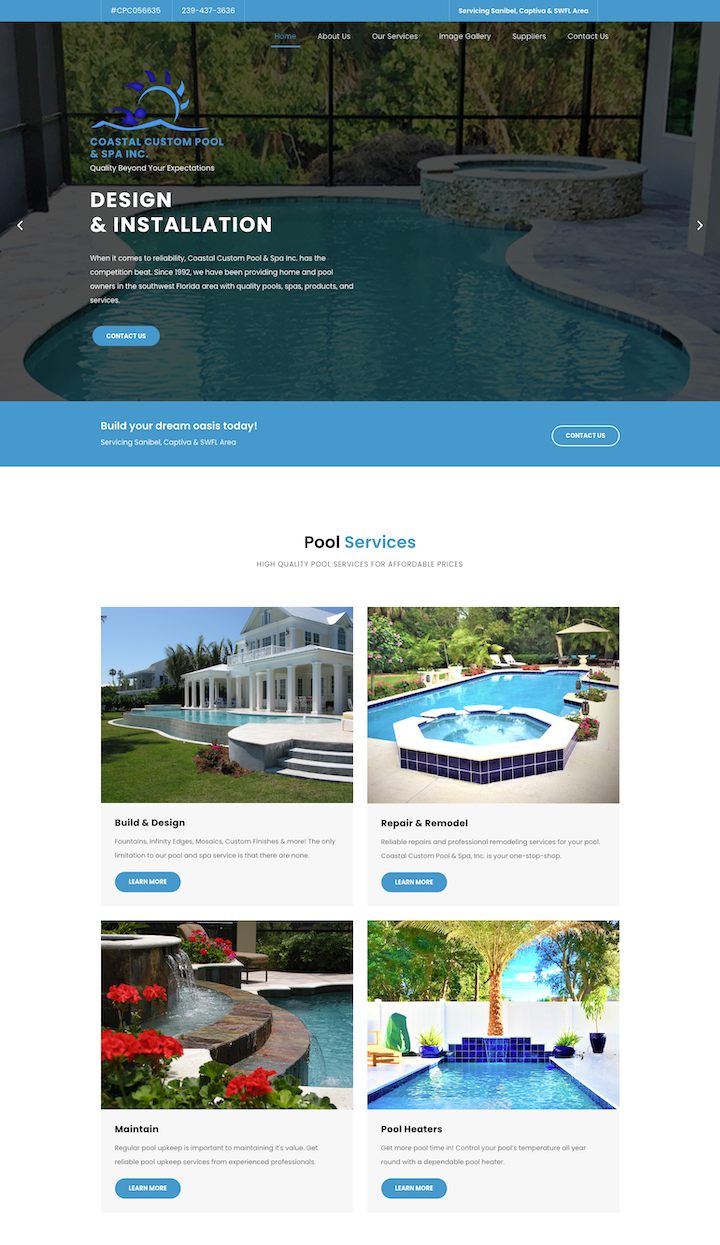 #CPC056635
239-437-3636
Servicing Sanibel, Captiva & SWFL Area
Home
About Us
Our Services
Image Gallery
Suppliers
Contact Us
COASTAL CUSTOM POOL
& SPA INC.
Quality Beyond Your Expectations
DESIGN
& INSTALLATION
When it comes to reliability, Coastal Custom Pool & Spa Inc. has the
competition beat. Since 1992, we have been providing home and pool
owners in the southwest Florida area with quality pools, spas, products, and
services.
CONTACT US
Build your dream oasis today!
Servicing Sanibel, Captiva & SWFL Area
CONTACT US
Pool Services
HIGH QUALITY POOL SERVICES FOR AFFORDABLE PRICES
Build & Design
Fountains, Infinity Edges, Mosaics, Custom Finishes & more! The only
limitation to our pool and spa service is that there are none.
LEARN MORE
Repair & Remodel
Reliable repairs and professional remodeling services for your pool.
Coastal Custom Pool & Spa, Inc. is your one-stop-shop.
LEARN MORE
Maintain
Regular pool upkeep is important to maintaining it's value. Get
reliable pool upkeep services from experienced professionals.
LEARN MORE
Pool Heaters
Get more pool time in! Control your pool's temperature all year
round with a dependable pool heater.
LEARN MORE